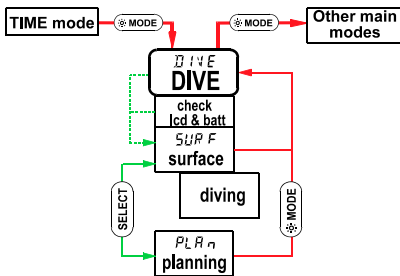 TIME mode
MODE
MODE
Other main
modes
DIVE
DIVE
check
lcd & batt
SURF
surface
diving
SELECT
MODE
PLAn
planning